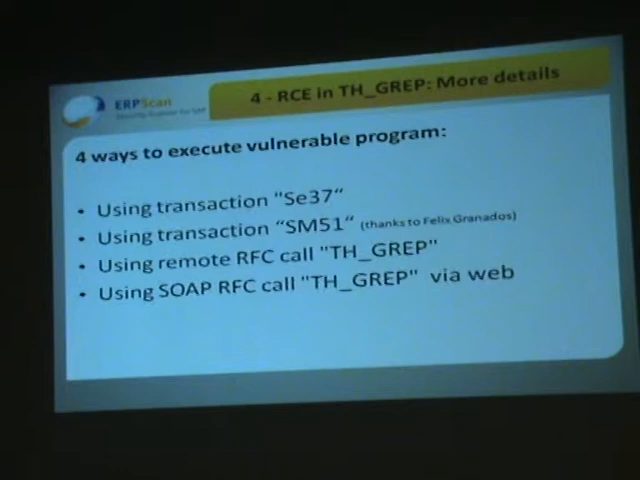 ERPScan
Security Scanner for SAP
4 - RCE in TH_GREP: More details
4 ways to execute vulnerable program:
• Using transaction "Se37“
• Using transaction “SM51“ (thanks to Felix Granados)
• Using remote RFC call "TH_GREP"
• Using SOAP RFC call "TH_GREP" via web